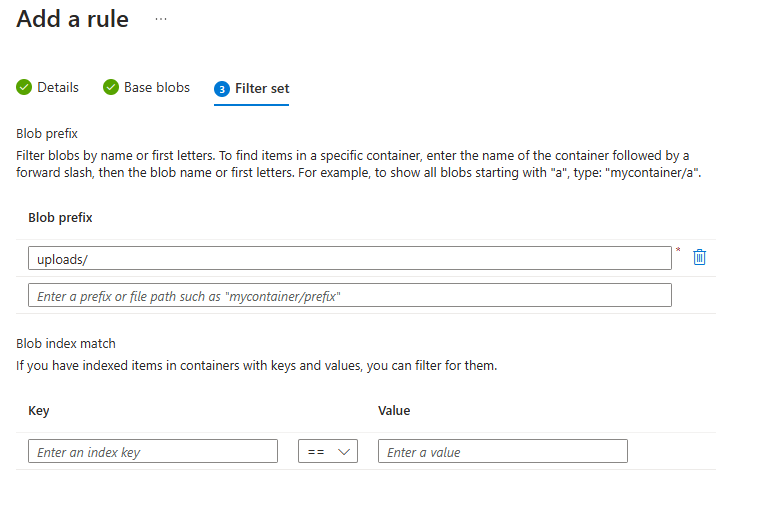 Add a rule ...
Details Base blobs 3 Filter set
Blob prefix
Filter blobs by name or first letters. To find items in a specific container, enter the name of the container followed by a
forward slash, then the blob name or first letters. For example, to show all blobs starting with "a", type: "mycontainer/a".
Blob prefix
uploads/ *
Enter a prefix or file path such as "mycontainer/prefix"
Blob index match
If you have indexed items in containers with keys and values, you can filter for them.
Key Value
Enter an index key == Enter a value